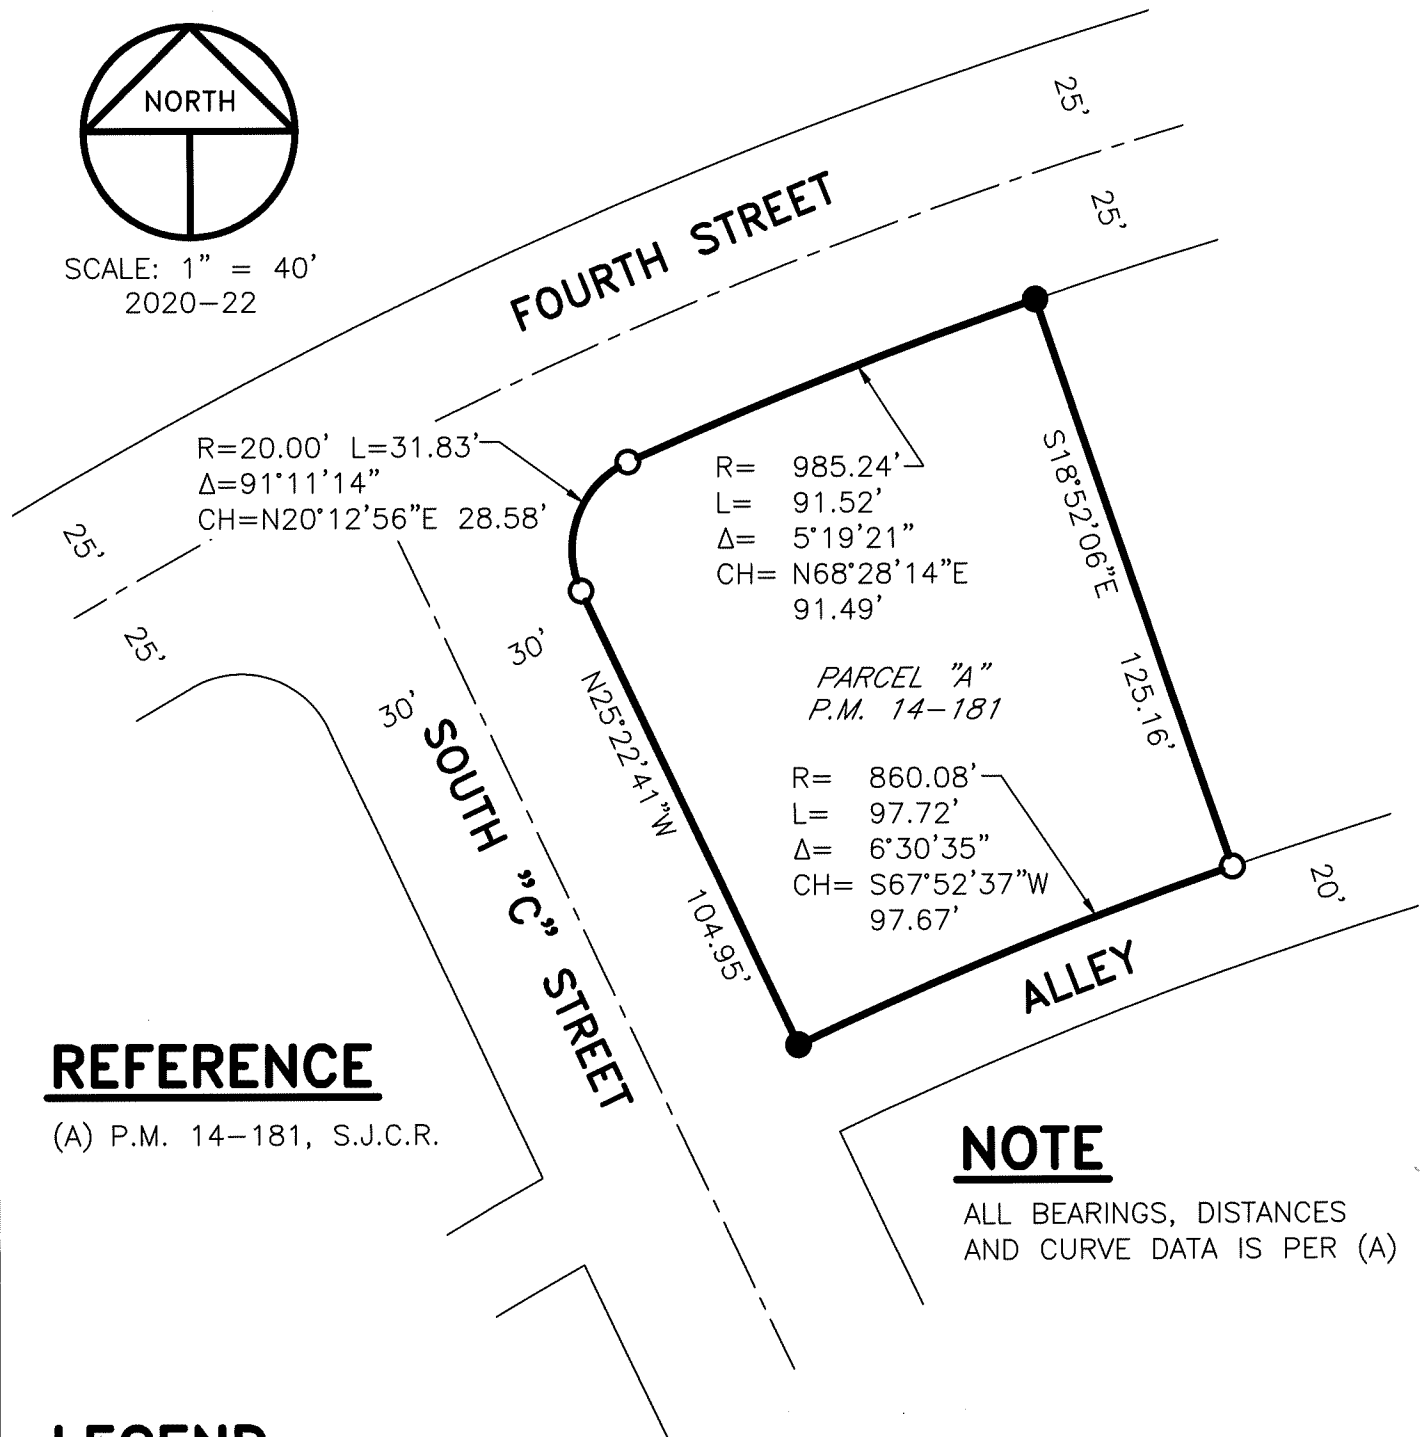 NORTH
SCALE: 1" = 40'
2020-22
25'
25'
FOURTH STREET
R=20.00' L=31.83'
Δ=91°11'14"
CH=N20°12'56"E 28.58'
R= 985.24'
L= 91.52'
Δ= 5°19'21"
CH= N68°28'14"E
91.49'
S18°52'06"E
125.16'
25'
25'
30'
30'
PARCEL "A"
P.M. 14-181
N25°22'41"W
104.95'
SOUTH "C" STREET
R= 860.08'
L= 97.72'
Δ= 6°30'35"
CH= S67°52'37"W
97.67'
20'
ALLEY
REFERENCE
(A) P.M. 14-181, S.J.C.R.
NOTE
ALL BEARINGS, DISTANCES
AND CURVE DATA IS PER (A)
LEGEND